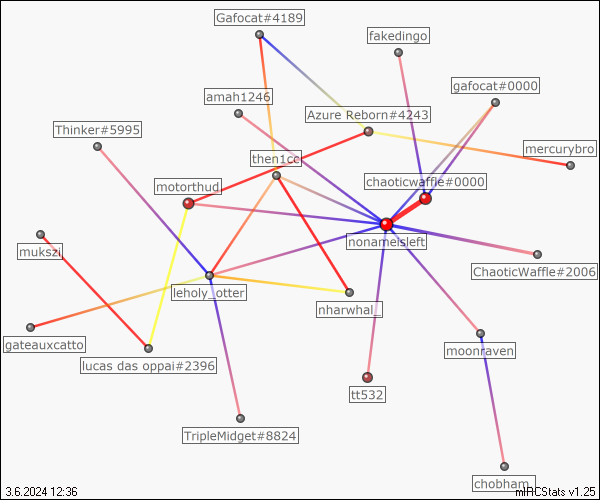 Gafocat#4189
fakedingo
gafocat#0000
amah1246
Azure Reborn#4243
Thinker#5995
mercurybro
then1cc
chaoticwaffle#0000
motorthud_
nonameisleft
mukszi
ChaoticWaffle#2006
leholy_otter
nharwhal_
gateauxcatto
moonraven
lucas das oppai#2396
tt532
TripleMidget#8824
chobham_
3.6.2024 12:36
mIRCStats v1.25